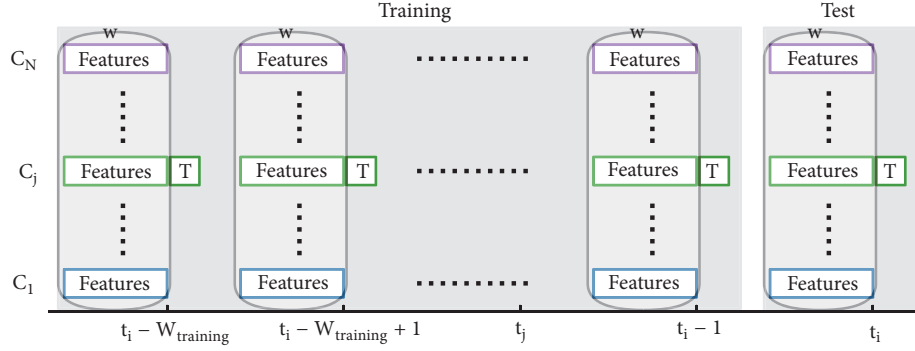 Training Test
w w w w
C_N Features Features Features Features
C_j Features T Features T Features T Features T
C_1 Features Features Features Features
t_i − W_training t_i − W_training + 1 t_j t_i − 1 t_i